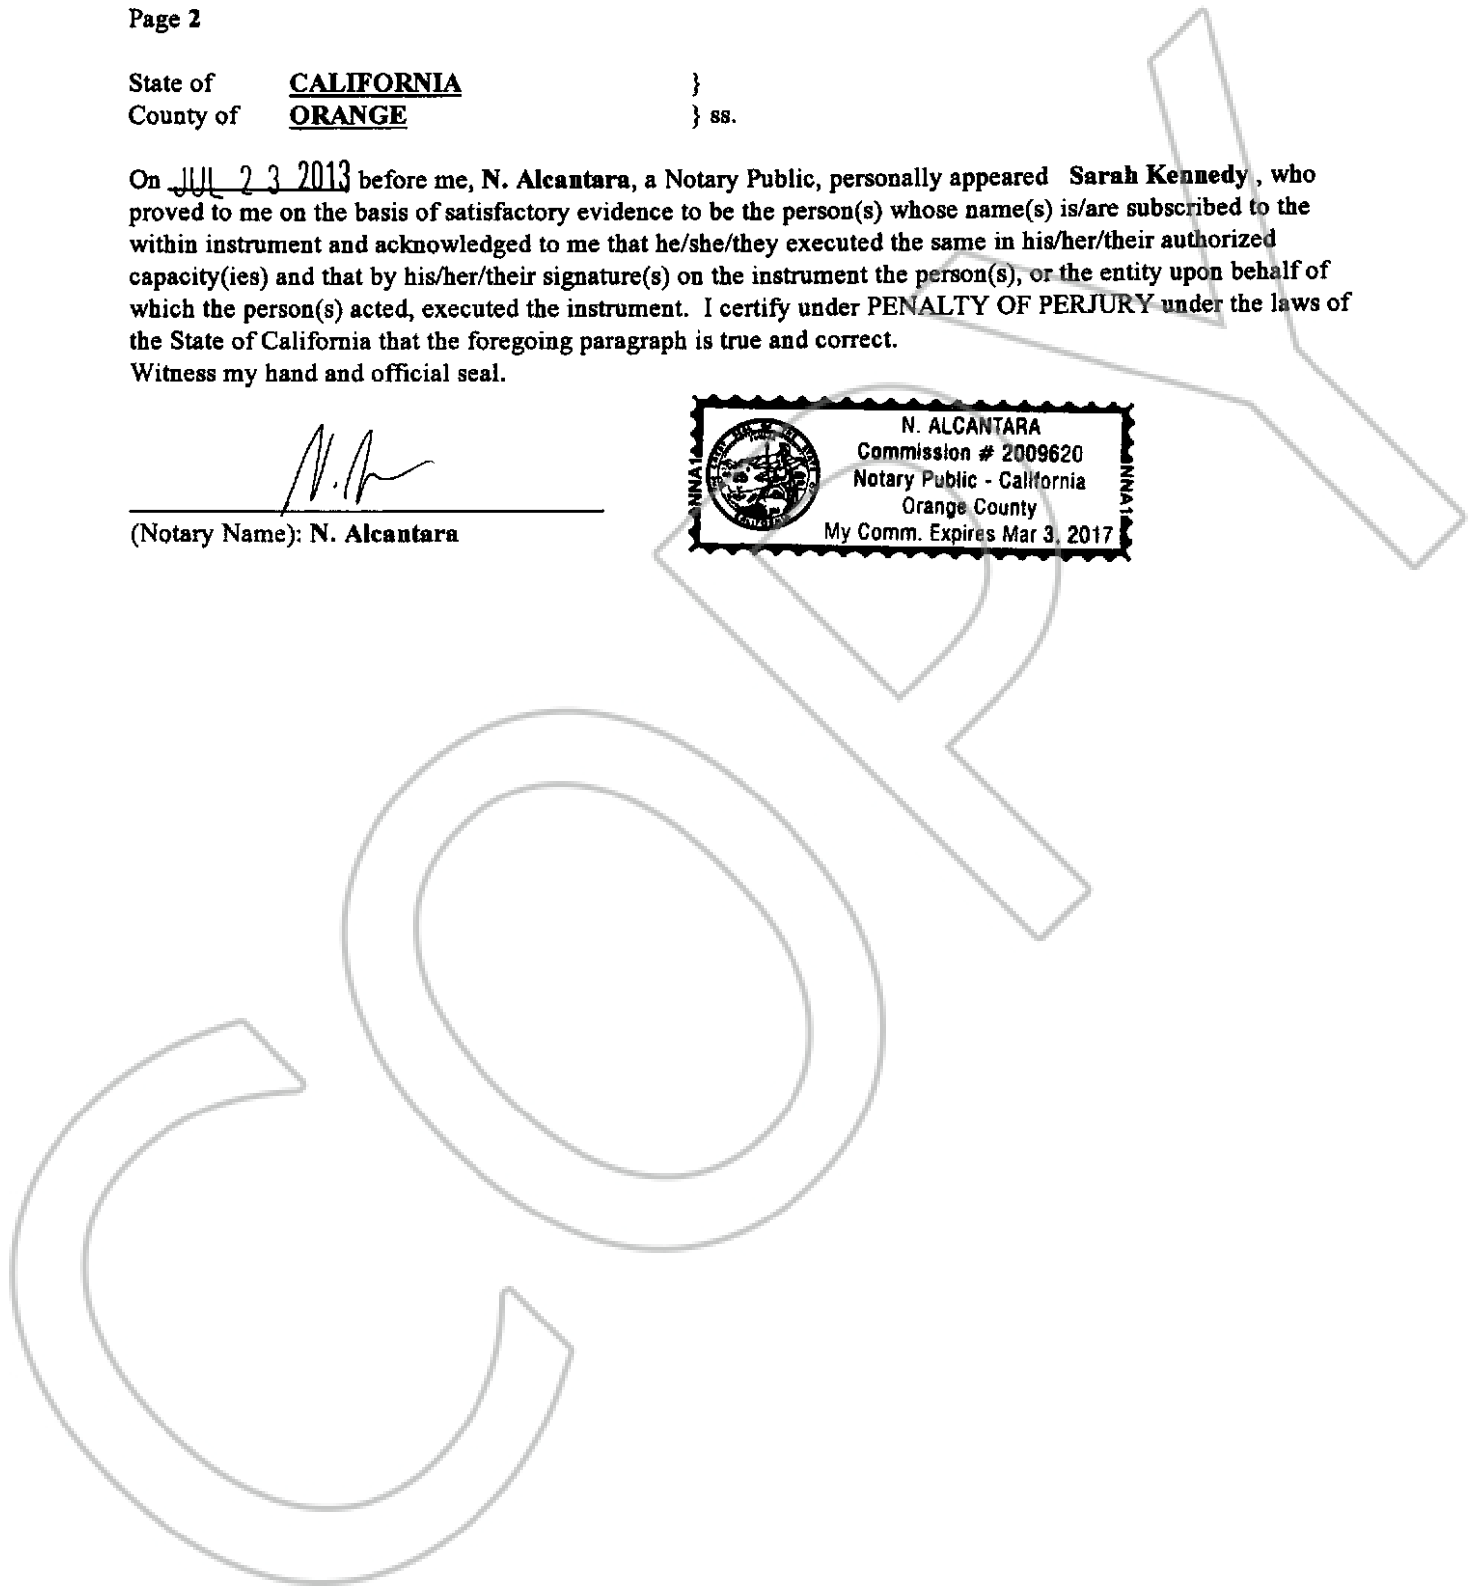 Page 2
State of CALIFORNIA }
County of ORANGE } ss.
On JUL 23 2013 before me, N. Alcantara, a Notary Public, personally appeared Sarah Kennedy, who
proved to me on the basis of satisfactory evidence to be the person(s) whose name(s) is/are subscribed to the
within instrument and acknowledged to me that he/she/they executed the same in his/her/their authorized
capacity(ies) and that by his/her/their signature(s) on the instrument the person(s), or the entity upon behalf of
which the person(s) acted, executed the instrument. I certify under PENALTY OF PERJURY under the laws of
the State of California that the foregoing paragraph is true and correct.
Witness my hand and official seal.
N. A
(Notary Name): N. Alcantara
NNA1
N. ALCANTARA
Commission # 2009620
Notary Public - California
Orange County
My Comm. Expires Mar 3, 2017
NNA1
COPY